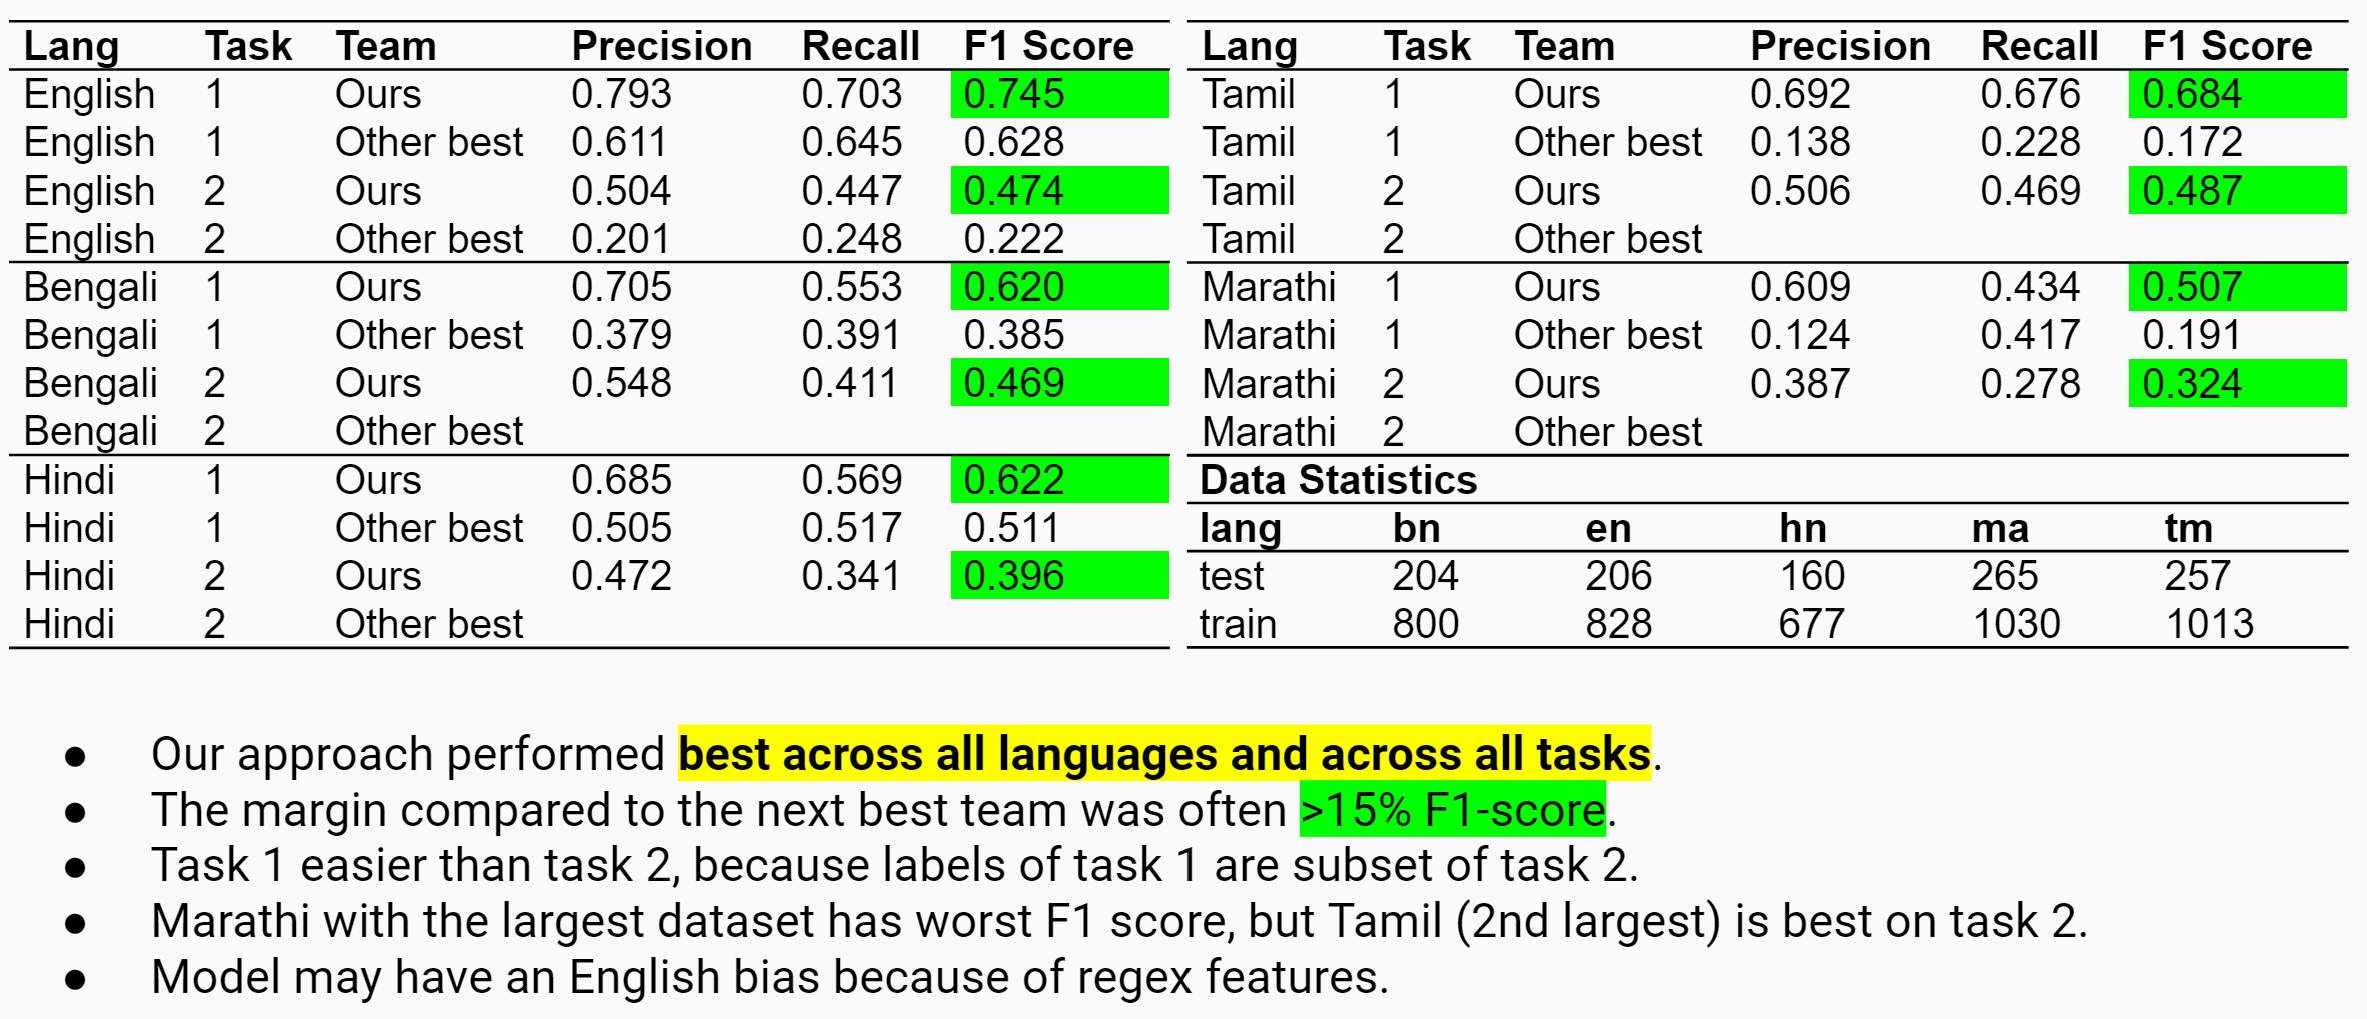 Lang Task Team Precision Recall F1 Score
English 1 Ours 0.793 0.703 0.745
English 1 Other best 0.611 0.645 0.628
English 2 Ours 0.504 0.447 0.474
English 2 Other best 0.201 0.248 0.222
Bengali 1 Ours 0.705 0.553 0.620
Bengali 1 Other best 0.379 0.391 0.385
Bengali 2 Ours 0.548 0.411 0.469
Bengali 2 Other best
Hindi 1 Ours 0.685 0.569 0.622
Hindi 1 Other best 0.505 0.517 0.511
Hindi 2 Ours 0.472 0.341 0.396
Hindi 2 Other best
Lang Task Team Precision Recall F1 Score
Tamil 1 Ours 0.692 0.676 0.684
Tamil 1 Other best 0.138 0.228 0.172
Tamil 2 Ours 0.506 0.469 0.487
Tamil 2 Other best
Marathi 1 Ours 0.609 0.434 0.507
Marathi 1 Other best 0.124 0.417 0.191
Marathi 2 Ours 0.387 0.278 0.324
Marathi 2 Other best
Data Statistics
lang bn en hn ma tm
test 204 206 160 265 257
train 800 828 677 1030 1013
● Our approach performed best across all languages and across all tasks.
● The margin compared to the next best team was often >15% F1-score.
● Task 1 easier than task 2, because labels of task 1 are subset of task 2.
● Marathi with the largest dataset has worst F1 score, but Tamil (2nd largest) is best on task 2.
● Model may have an English bias because of regex features.